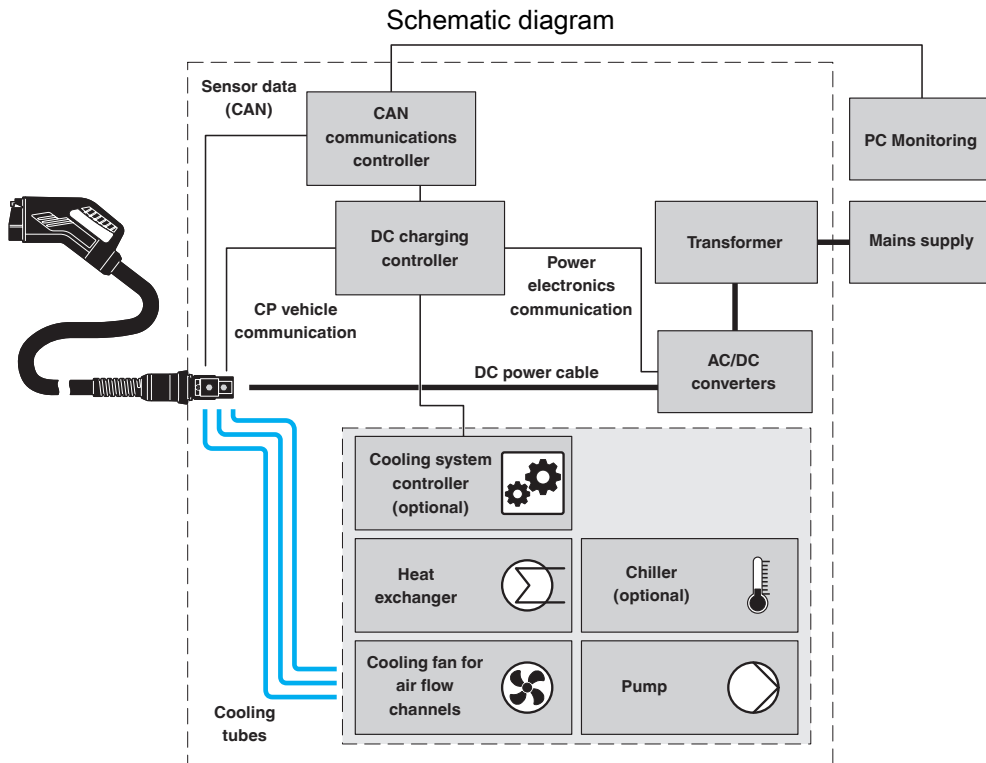 Schematic diagram
Sensor data
(CAN)
CAN
communications
controller
PC Monitoring
DC charging
controller
Transformer
Mains supply
Power
electronics
communication
CP vehicle
communication
AC/DC
converters
DC power cable
Cooling system
controller
(optional)
Heat
exchanger
Chiller
(optional)
Cooling fan for
air flow
channels
Pump
Cooling
tubes